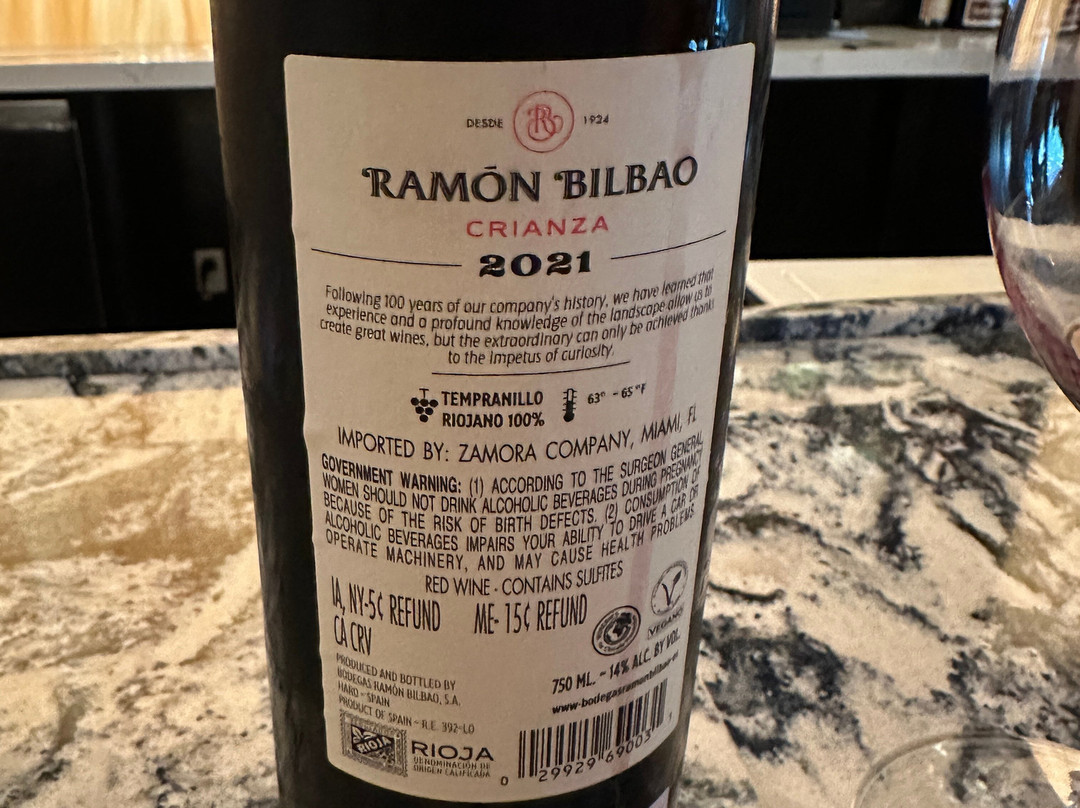 DESDE RB 1924
RAMÓN BILBAO
CRIANZA
2021
Following 100 years of our company's history, we have learned that
experience and a profound knowledge of the landscape allow us to
create great wines, but the extraordinary can only be achieved thanks
to the impetus of curiosity.
TEMPRANILLO
RIOJANO 100%
63º - 65 ºF
IMPORTED BY: ZAMORA COMPANY, MIAMI, FL
GOVERNMENT WARNING: (1) ACCORDING TO THE SURGEON GENERAL,
WOMEN SHOULD NOT DRINK ALCOHOLIC BEVERAGES DURING PREGNANCY
BECAUSE OF THE RISK OF BIRTH DEFECTS. (2) CONSUMPTION OF
ALCOHOLIC BEVERAGES IMPAIRS YOUR ABILITY TO DRIVE A CAR OR
OPERATE MACHINERY, AND MAY CAUSE HEALTH PROBLEMS.
RED WINE - CONTAINS SULFITES
IA, NY-5¢ REFUND ME- 15¢ REFUND
CA CRV
VEGANO
PRODUCED AND BOTTLED BY
BODEGAS RAMÓN BILBAO, S.A.
HARO - SPAIN
PRODUCT OF SPAIN - R.E. 392-LO
750 ML. - 14% ALC. BY VOL.
RIOJA
RIOJA
DENOMINACIÓN DE
ORIGEN CALIFICADA
0 29929 69003